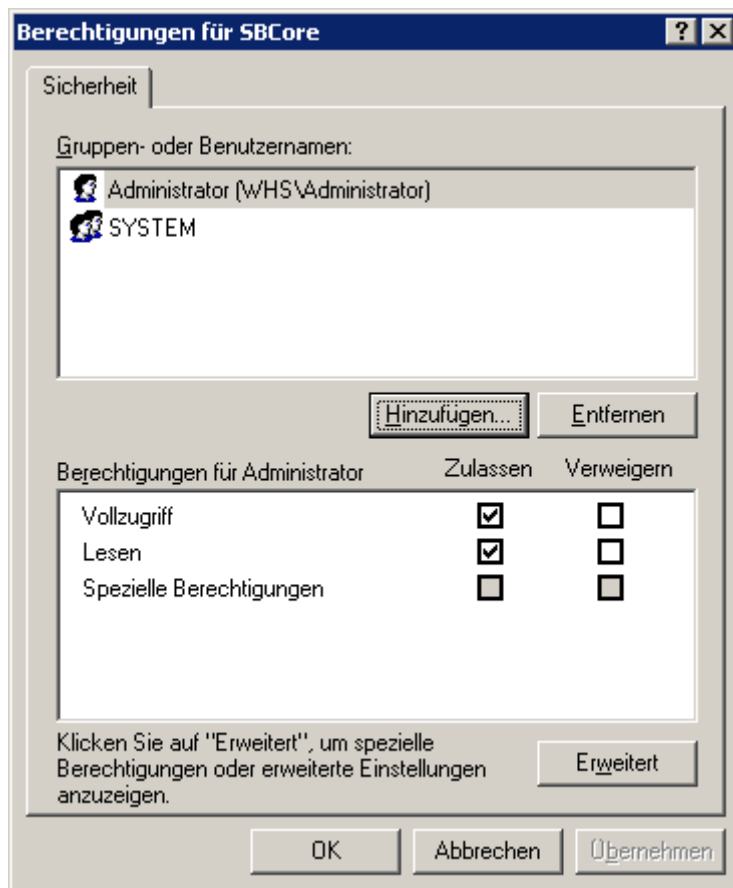 Berechtigungen für SBCore
Sicherheit
Gruppen- oder Benutzernamen:
Administrator (WHS\Administrator)
SYSTEM
Hinzufügen... Entfernen
Berechtigungen für Administrator Zulassen Verweigern
Vollzugriff
Lesen
Spezielle Berechtigungen
Klicken Sie auf "Erweitert", um spezielle
Berechtigungen oder erweiterte Einstellungen
anzuzeigen.
Erweitert
OK Abbrechen Übernehmen